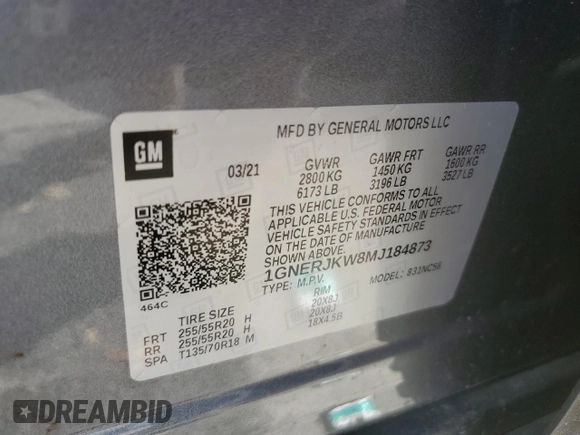 MFD BY GENERAL MOTORS LLC
GM
03/21
GVWR
2800 KG
6173 LB
GAWR FRT
1450 KG
3196 LB
GAWR RR
1600 KG
3527 LB
THIS VEHICLE CONFORMS TO ALL
APPLICABLE U.S. FEDERAL MOTOR
VEHICLE SAFETY STANDARDS IN EFFECT
ON THE DATE OF MANUFACTURE
SHOWN ABOVE.
1GNERJKW8MJ184873
TYPE: M.P.V.
MODEL: 831NCS6
464C
TIRE SIZE
RIM
FRT 255/55R20 H 20X8J
RR 255/55R20 H 20X8J
SPA T135/70R18 M 18X4.5B
DREAMBID